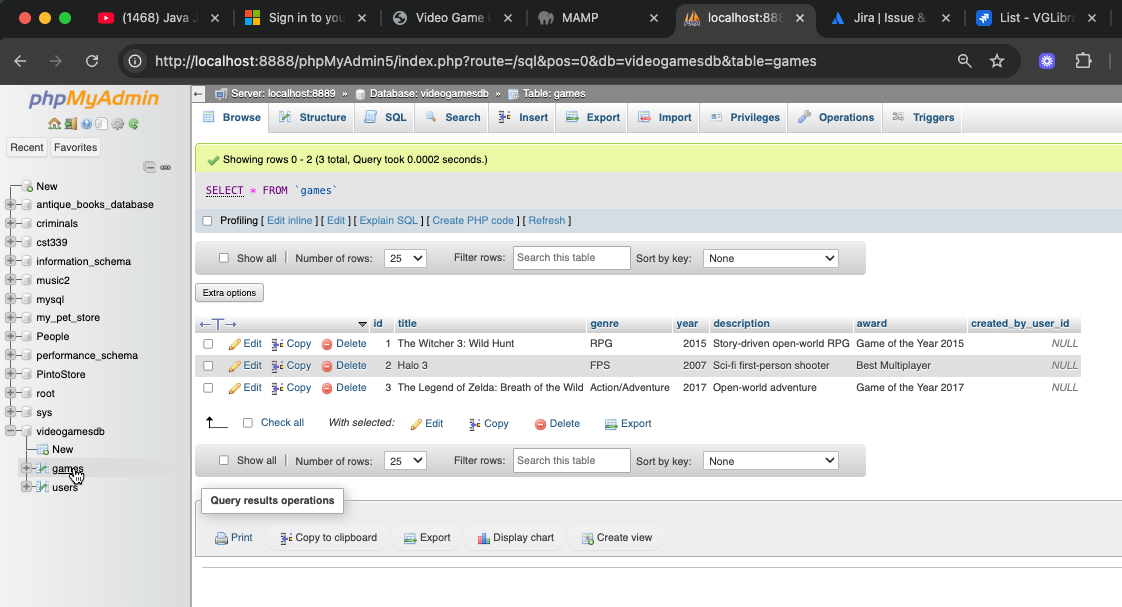 (1468) Java J
Sign in to you
Video Game
MAMP
localhost:888
Jira | Issue &
List - VGLibra
http://localhost:8888/phpMyAdmin5/index.php?route=/sql&pos=0&db=videogamesdb&table=games
phpMyAdmin
Recent
Favorites
New
antique_books_database
criminals
cst339
information_schema
music2
mysql
my_pet_store
People
performance_schema
PintoStore
root
sys
videogamesdb
New
games
users
Server: localhost:8889 » Database: videogamesdb » Table: games
Browse Structure SQL Search Insert Export Import Privileges Operations Triggers
Showing rows 0 - 2 (3 total, Query took 0.0002 seconds.)
SELECT * FROM `games`
Profiling [ Edit inline ] [ Edit ] [ Explain SQL ] [ Create PHP code ] [ Refresh ]
Show all | Number of rows: 25 Filter rows: Search this table Sort by key: None
Extra options
←T→ id title genre year description award created_by_user_id
Edit Copy Delete 1 The Witcher 3: Wild Hunt RPG 2015 Story-driven open-world RPG Game of the Year 2015 NULL
Edit Copy Delete 2 Halo 3 FPS 2007 Sci-fi first-person shooter Best Multiplayer NULL
Edit Copy Delete 3 The Legend of Zelda: Breath of the Wild Action/Adventure 2017 Open-world adventure Game of the Year 2017 NULL
Check all With selected: Edit Copy Delete Export
Show all | Number of rows: 25 Filter rows: Search this table Sort by key: None
Query results operations
Print Copy to clipboard Export Display chart Create view